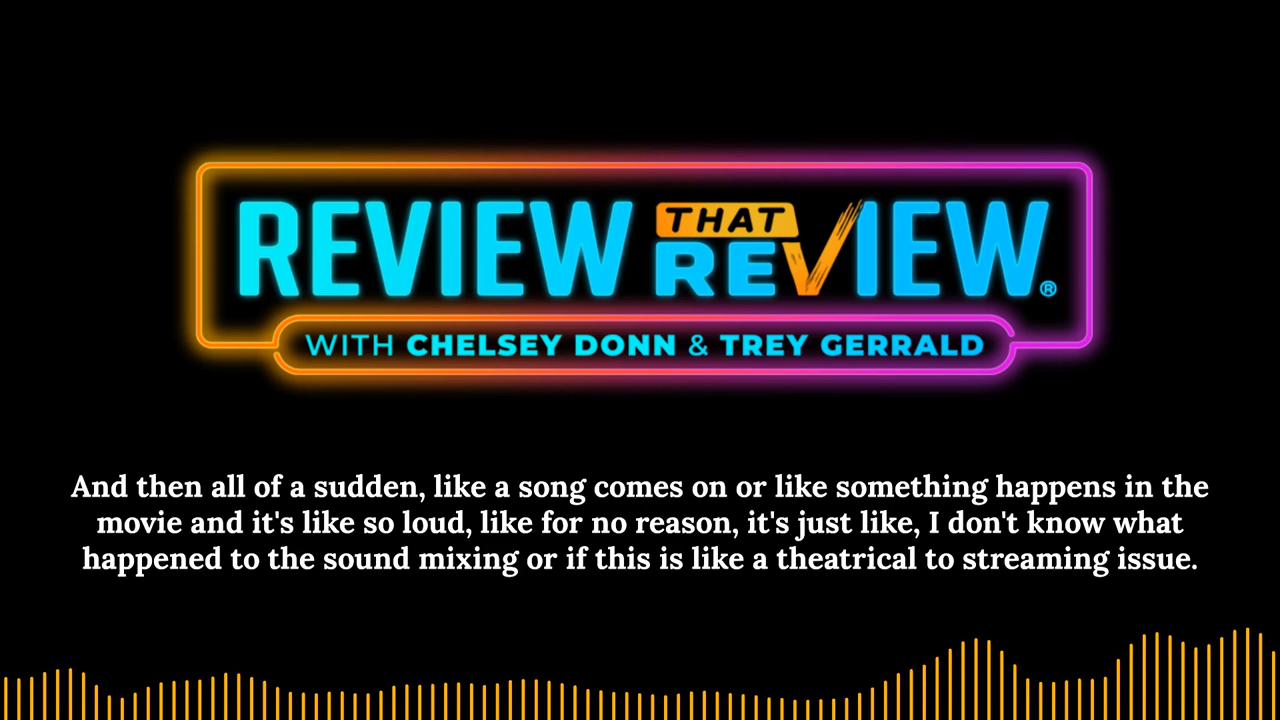 REVIEW THAT REVIEW®
WITH CHELSEY DONN & TREY GERRALD
And then all of a sudden, like a song comes on or like something happens in the
movie and it's like so loud, like for no reason, it's just like, I don't know what
happened to the sound mixing or if this is like a theatrical to streaming issue.